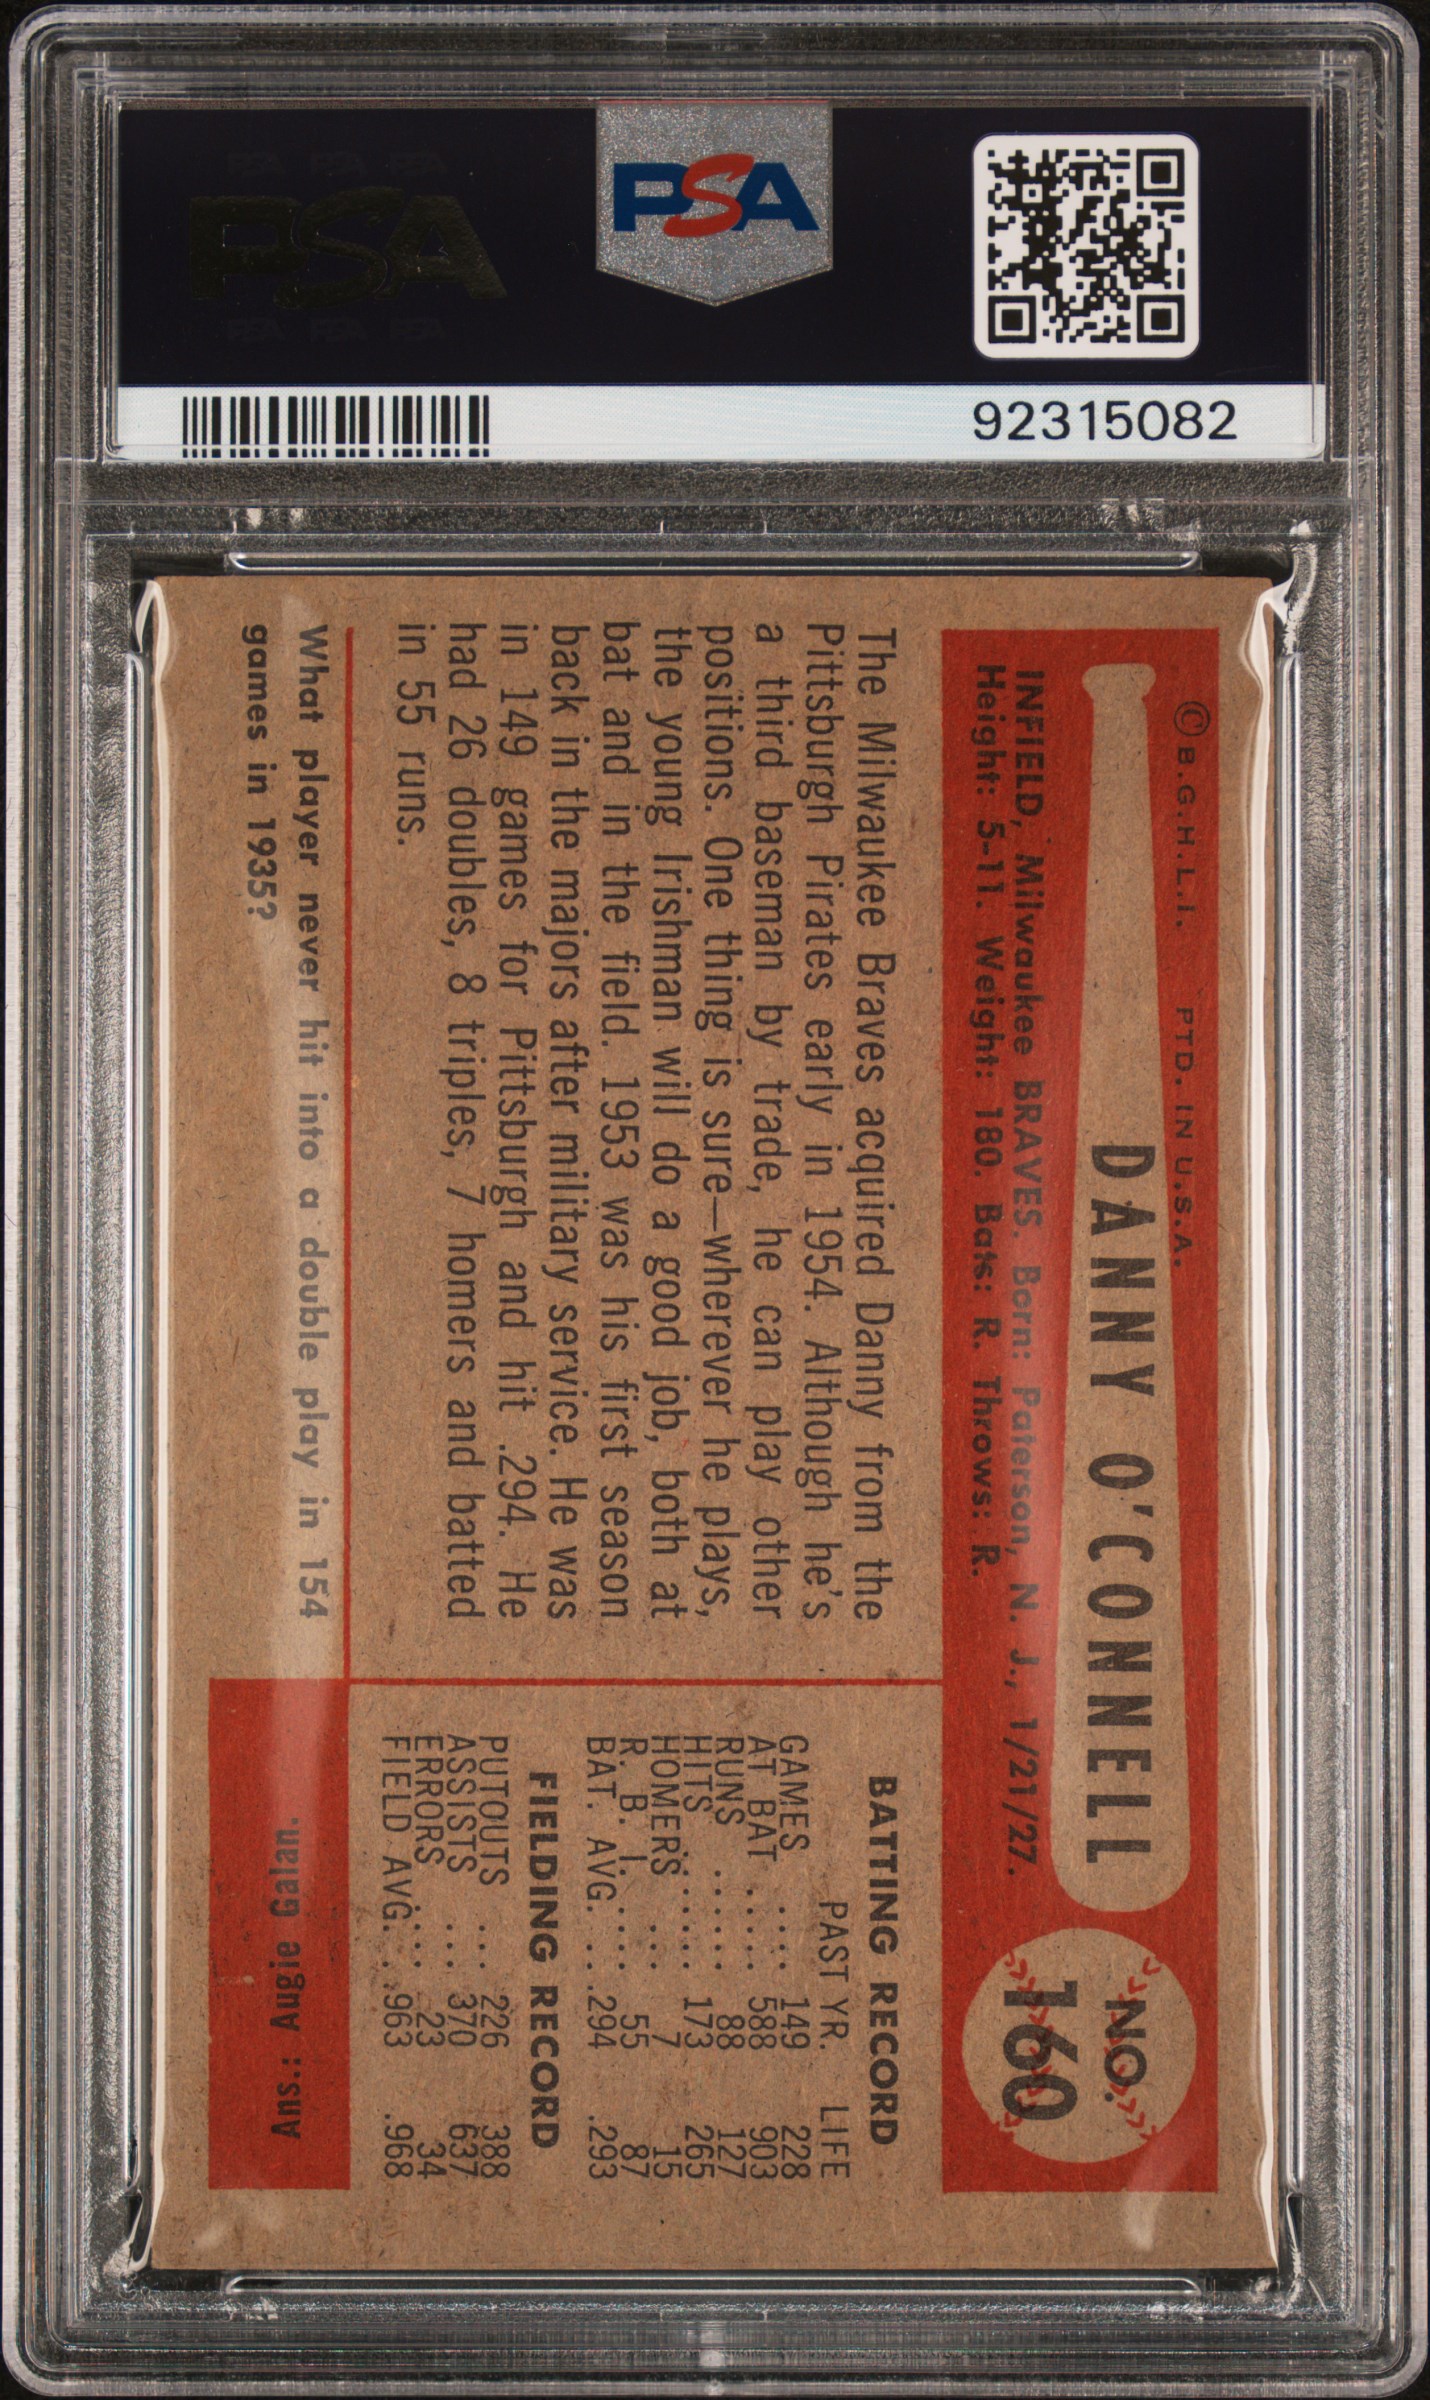 PSA
PSA
92315082
© B.G.H.L.I. PTD. IN U.S.A.
DANNY O'CONNELL
NO.
160
INFIELD, Milwaukee BRAVES. Born: Paterson, N. J., 1/21/27.
Height: 5-11. Weight: 180. Bats: R. Throws: R.
The Milwaukee Braves acquired Danny from the
Pittsburgh Pirates early in 1954. Although he's
a third baseman by trade, he can play other
positions. One thing is sure—wherever he plays,
the young Irishman will do a good job, both at
bat and in the field. 1953 was his first season
back in the majors after military service. He was
in 149 games for Pittsburgh and hit .294. He
had 26 doubles, 8 triples, 7 homers and batted
in 55 runs.
BATTING RECORD
PAST YR. LIFE
GAMES .... 149 228
AT BAT ..... 588 903
RUNS ...... 88 127
HITS ...... 173 265
HOMERS ... 7 15
R. B. I. .... 55 87
BAT. AVG. . .294 .293
FIELDING RECORD
PUTOUTS ... 226 388
ASSISTS ... 370 637
ERRORS .... 23 34
FIELD AVG. . .963 .968
What player never hit into a double play in 154
games in 1935?
Ans.: Augie Galan.